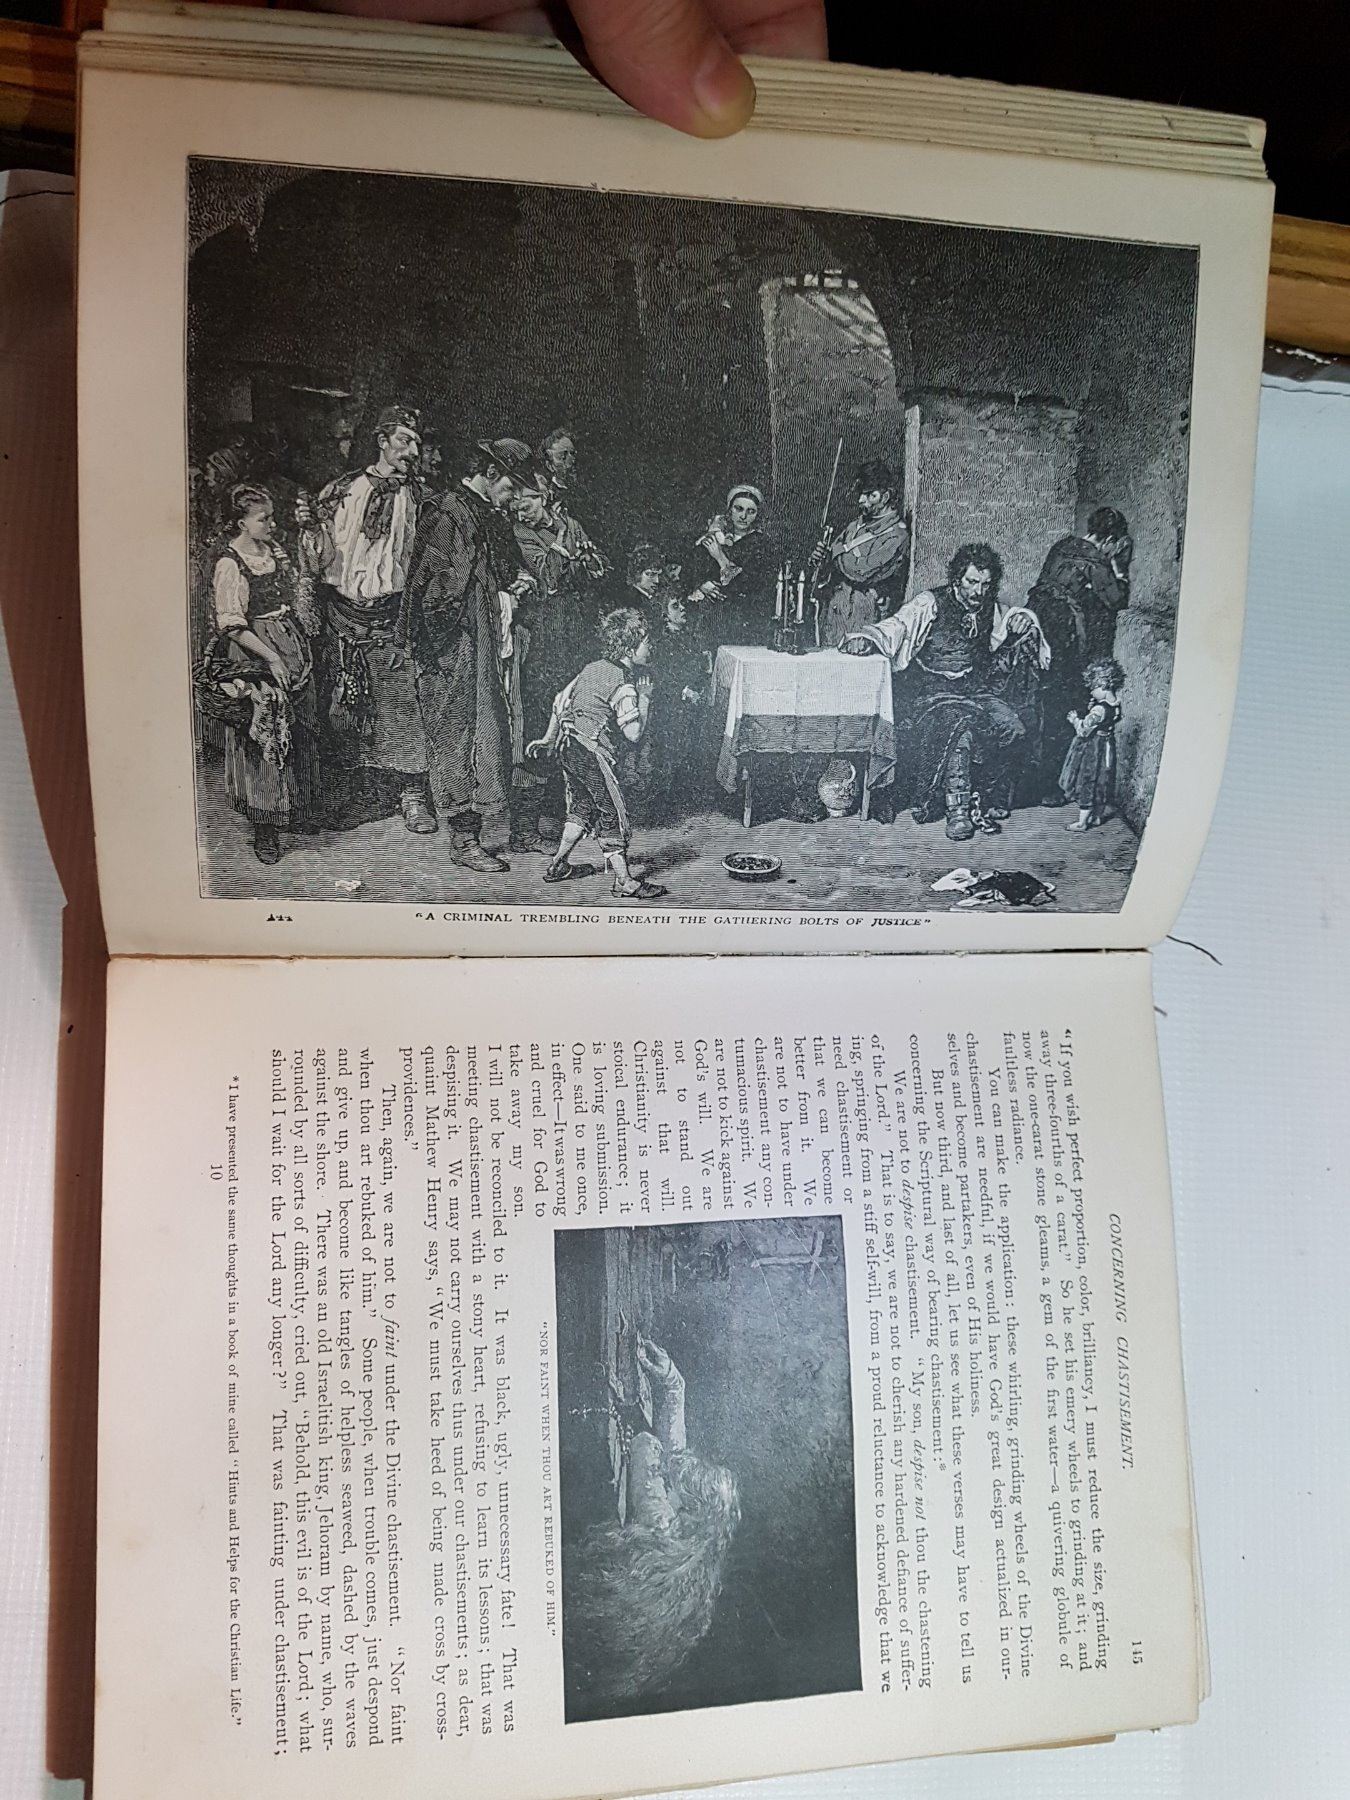 144
"A CRIMINAL TREMBLING BENEATH THE GATHERING BOLTS OF JUSTICE"
CONCERNING CHASTISEMENT.
145
"If you wish perfect proportion, color, brilliancy, I must reduce the size, grinding
away three-fourths of a carat." So he set his emery wheels to grinding at it; and
now the one-carat stone gleams, a gem of the first water—a quivering globule of
faultless radiance.
You can make the application: these whirling, grinding wheels of the Divine
chastisement are needful, if we would have God's great design actualized in our-
selves and become partakers, even of His holiness.
But now third, and last of all, let us see what these verses may have to tell us
concerning the Scriptural way of bearing chastisement:*
We are not to despise chastisement. "My son, despise not thou the chastening
of the Lord." That is to say, we are not to cherish any hardened defiance of suffer-
ing, springing from a stiff self-will, from a proud reluctance to acknowledge that we
need chastisement or
that we can become
better from it. We
are not to have under
chastisement any con-
tumacious spirit. We
are not to kick against
God's will. We are
not to stand out
against that will.
Christianity is never
stoical endurance; it
is loving submission.
One said to me once,
in effect—It was wrong
and cruel for God to
take away my son.
"NOR FAINT WHEN THOU ART REBUKED OF HIM."
I will not be reconciled to it. It was black, ugly, unnecessary fate! That was
meeting chastisement with a stony heart, refusing to learn its lessons; that was
despising it. We may not carry ourselves thus under our chastisements; as dear,
quaint Mathew Henry says, "We must take heed of being made cross by cross-
providences."
Then, again, we are not to faint under the Divine chastisement. "Nor faint
when thou art rebuked of him." Some people, when trouble comes, just despond
and give up, and become like tangles of helpless seaweed, dashed by the waves
against the shore. There was an old Israelitish king, Jehoram by name, who, sur-
rounded by all sorts of difficulty, cried out, "Behold, this evil is of the Lord; what
should I wait for the Lord any longer?" That was fainting under chastisement;
*I have presented the same thoughts in a book of mine called "Hints and Helps for the Christian Life."
10